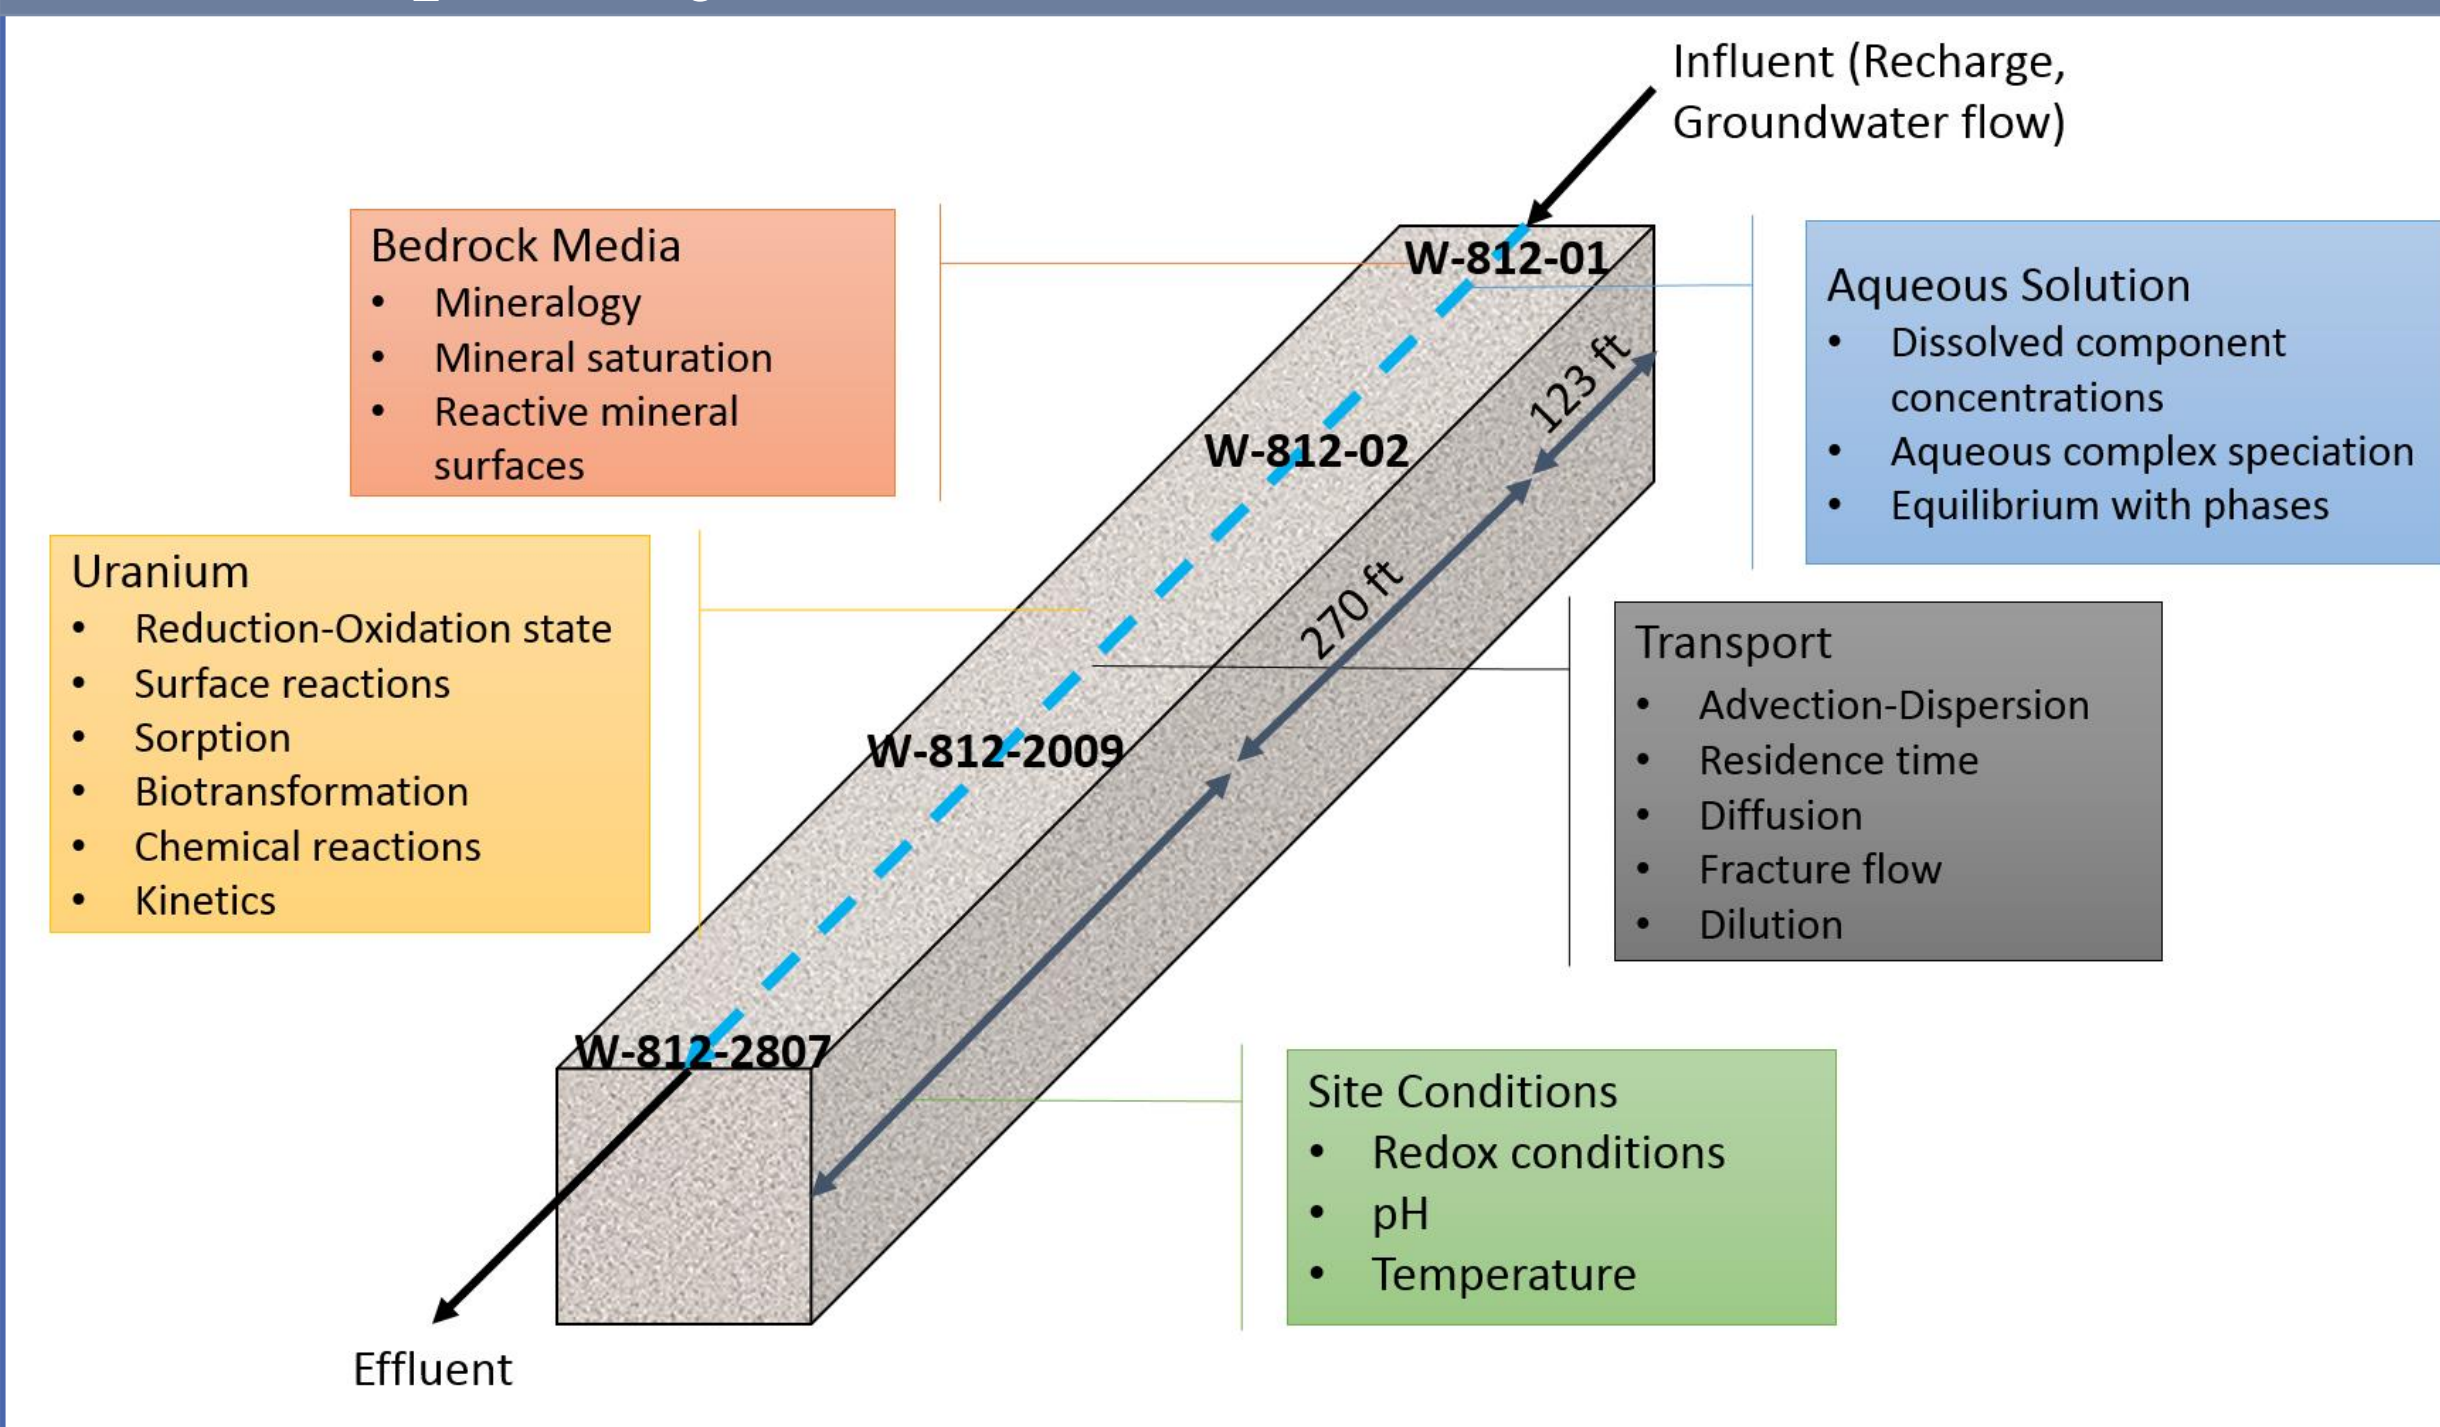 Influent (Recharge,
Groundwater flow)
Bedrock Media
• Mineralogy
• Mineral saturation
• Reactive mineral
surfaces
W-812-01
Aqueous Solution
• Dissolved component
concentrations
• Aqueous complex speciation
• Equilibrium with phases
123 ft
W-812-02
Uranium
• Reduction-Oxidation state
• Surface reactions
• Sorption
• Biotransformation
• Chemical reactions
• Kinetics
270 ft
Transport
• Advection-Dispersion
• Residence time
• Diffusion
• Fracture flow
• Dilution
W-812-2009
W-812-2807
Site Conditions
• Redox conditions
• pH
• Temperature
Effluent